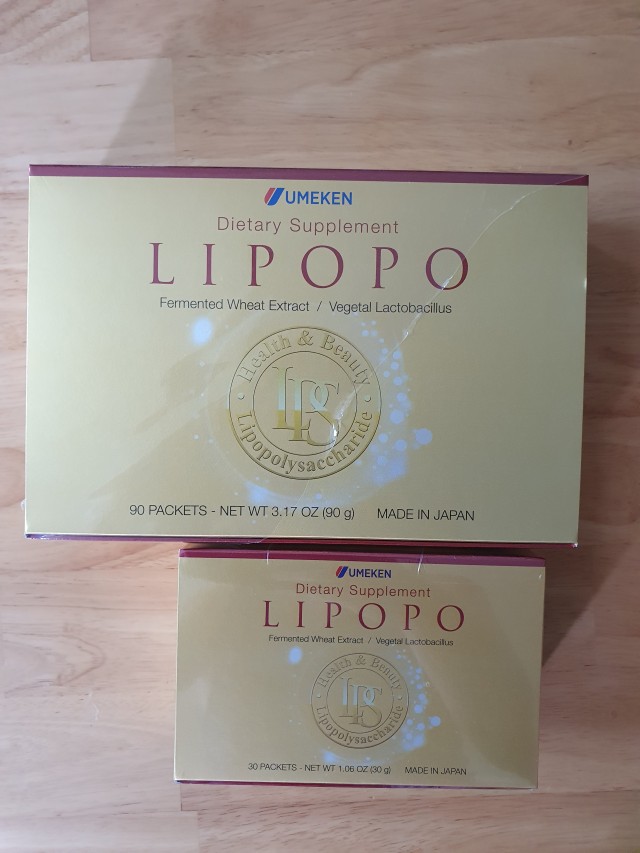 UMEKEN
Dietary Supplement
LIPOPO
Fermented Wheat Extract / Vegetal Lactobacillus
Health & Beauty
LPS
Lipopolysaccharide
90 PACKETS - NET WT 3.17 OZ (90 g) MADE IN JAPAN
UMEKEN
Dietary Supplement
LIPOPO
Fermented Wheat Extract / Vegetal Lactobacillus
Health & Beauty
LPS
Lipopolysaccharide
30 PACKETS - NET WT 1.06 OZ (30 g) MADE IN JAPAN